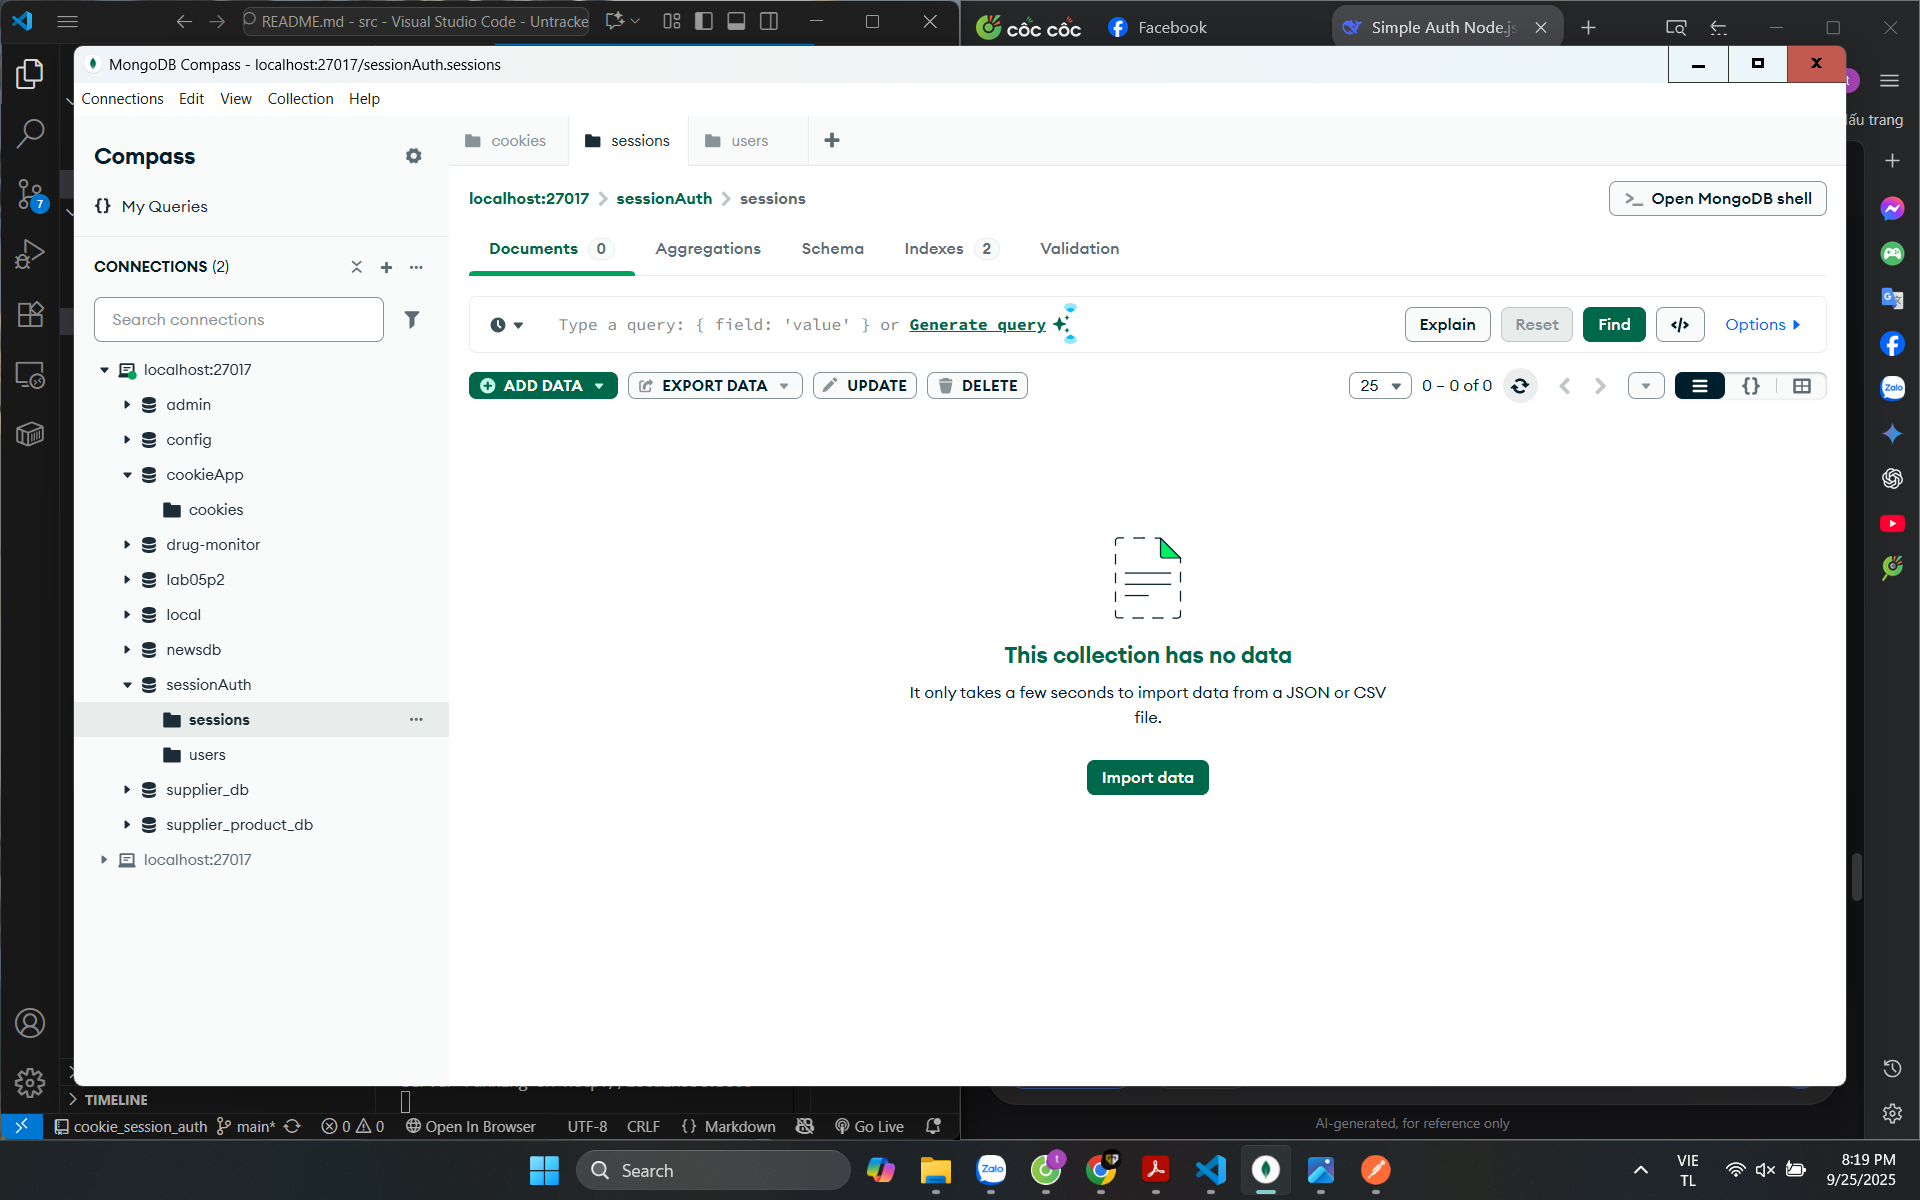 README.md - src - Visual Studio Code - Untracke
cốc cốc
Facebook
Simple Auth Node.js
MongoDB Compass - localhost:27017/sessionAuth.sessions
Connections Edit View Collection Help
ấu trang
Compass
cookies
sessions
users
My Queries
localhost:27017 > sessionAuth > sessions
>_ Open MongoDB shell
7
Documents 0
Aggregations
Schema
Indexes 2
Validation
CONNECTIONS (2)
Search connections
Type a query: { field: 'value' } or Generate query
Explain
Reset
Find
</>
Options
ADD DATA
EXPORT DATA
UPDATE
DELETE
25
0 – 0 of 0
{}
localhost:27017
admin
config
cookieApp
cookies
drug-monitor
lab05p2
local
newsdb
sessionAuth
sessions
users
supplier_db
supplier_product_db
localhost:27017
This collection has no data
It only takes a few seconds to import data from a JSON or CSV
file.
Import data
Zalo
TIMELINE
cookie_session_auth
main*
0
0
Open In Browser
UTF-8
CRLF
{} Markdown
Go Live
AI-generated, for reference only
Search
Zalo
t
VIE
TL
8:19 PM
9/25/2025